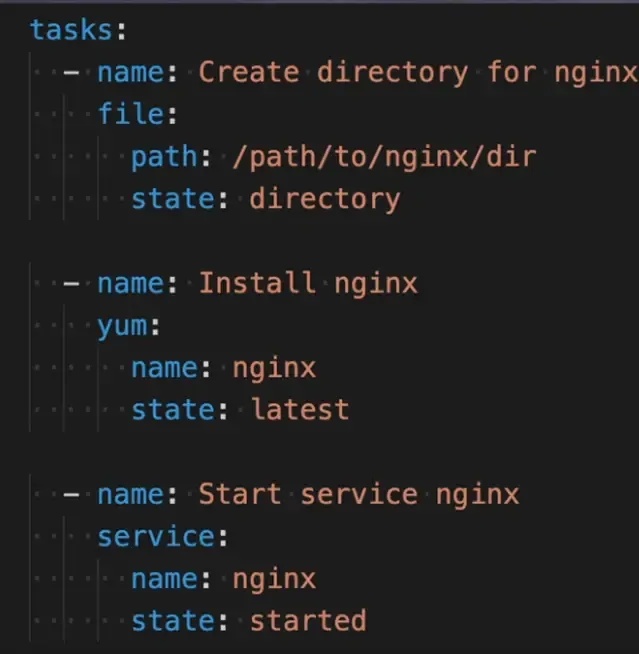 tasks:
  - name: Create directory for nginx
    file:
      path: /path/to/nginx/dir
      state: directory

  - name: Install nginx
    yum:
      name: nginx
      state: latest

  - name: Start service nginx
    service:
      name: nginx
      state: started